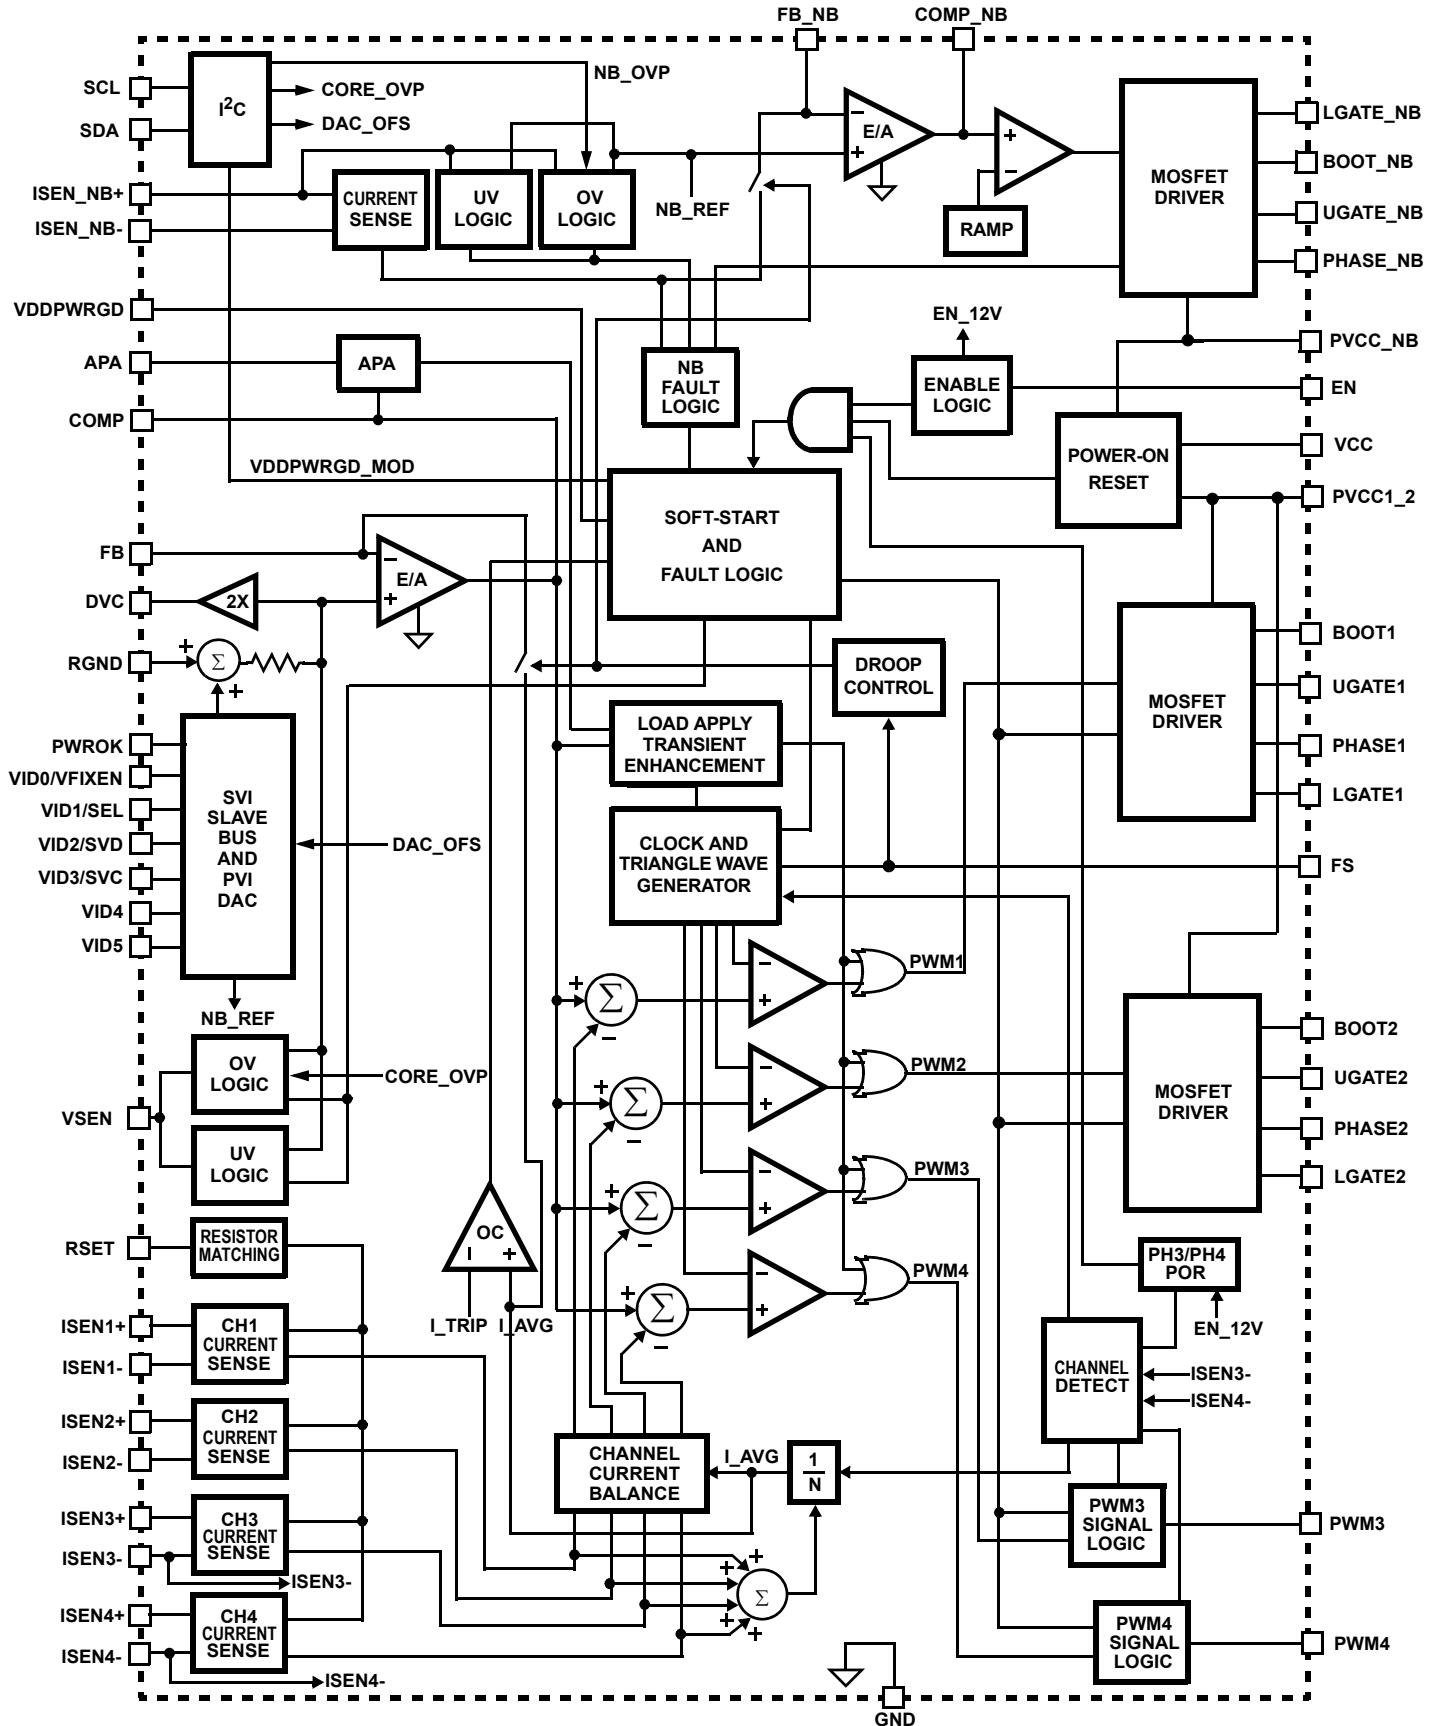 FB_NB
COMP_NB
SCL
SDA
I2C
CORE_OVP
DAC_OFS
NB_OVP
ISEN_NB+
ISEN_NB-
CURRENT
SENSE
UV
LOGIC
OV
LOGIC
NB_REF
−
E/A
+
+
−
RAMP
MOSFET
DRIVER
LGATE_NB
BOOT_NB
UGATE_NB
PHASE_NB
VDDPWRGD
APA
APA
COMP
NB
FAULT
LOGIC
EN_12V
ENABLE
LOGIC
PVCC_NB
EN
POWER-ON
RESET
VCC
PVCC1_2
VDDPWRGD_MOD
SOFT-START
AND
FAULT LOGIC
FB
DVC
2X
−
E/A
+
RGND
+
Σ
+
DROOP
CONTROL
MOSFET
DRIVER
BOOT1
UGATE1
PHASE1
LGATE1
LOAD APPLY
TRANSIENT
ENHANCEMENT
PWROK
VID0/VFIXEN
VID1/SEL
VID2/SVD
VID3/SVC
VID4
VID5
SVI
SLAVE
BUS
AND
PVI
DAC
DAC_OFS
CLOCK AND
TRIANGLE WAVE
GENERATOR
FS
NB_REF
+
Σ
−
−
+
PWM1
OV
LOGIC
CORE_OVP
VSEN
UV
LOGIC
+
Σ
−
−
+
PWM2
MOSFET
DRIVER
BOOT2
UGATE2
PHASE2
LGATE2
+
Σ
−
−
+
PWM3
RSET
RESISTOR
MATCHING
OC
−
+
I_TRIP
I_AVG
+
Σ
−
−
+
PWM4
PH3/PH4
POR
EN_12V
ISEN1+
ISEN1-
CH1
CURRENT
SENSE
CHANNEL
DETECT
ISEN3-
ISEN4-
ISEN2+
ISEN2-
CH2
CURRENT
SENSE
CHANNEL
CURRENT
BALANCE
I_AVG
1
N
ISEN3+
ISEN3-
CH3
CURRENT
SENSE
ISEN3-
PWM3
SIGNAL
LOGIC
PWM3
+
+
Σ
+
+
ISEN4+
ISEN4-
CH4
CURRENT
SENSE
ISEN4-
PWM4
SIGNAL
LOGIC
PWM4
GND